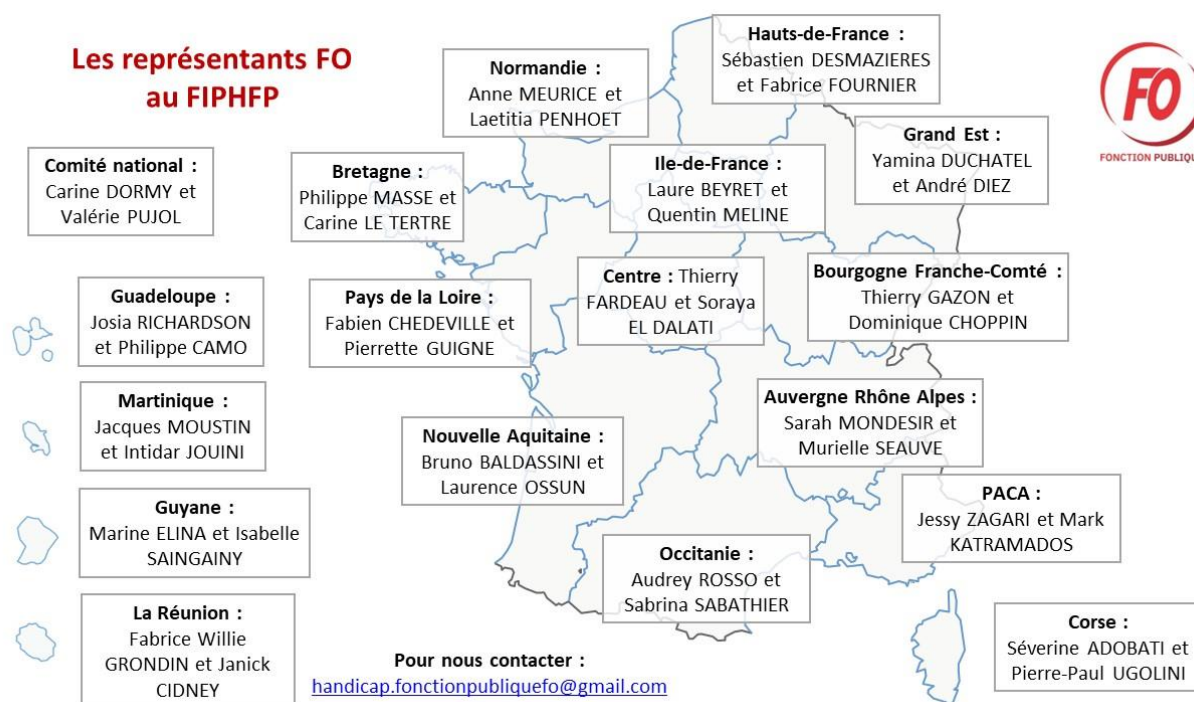 Les représentants FO
au FIPHFP
Hauts-de-France :
Sébastien DESMAZIERES
et Fabrice FOURNIER
FO
FONCTION PUBLIQUE
Normandie :
Anne MEURICE et
Laetitia PENHOET
Grand Est :
Yamina DUCHATEL
et André DIEZ
Comité national :
Carine DORMY et
Valérie PUJOL
Bretagne :
Philippe MASSE et
Carine LE TERTRE
Ile-de-France :
Laure BEYRET et
Quentin MELINE
Guadeloupe :
Josia RICHARDSON
et Philippe CAMO
Pays de la Loire :
Fabien CHEDEVILLE et
Pierrette GUIGNE
Centre : Thierry
FARDEAU et Soraya
EL DALATI
Bourgogne Franche-Comté :
Thierry GAZON et
Dominique CHOPPIN
Martinique :
Jacques MOUSTIN
et Intidar JOUINI
Nouvelle Aquitaine :
Bruno BALDASSINI et
Laurence OSSUN
Auvergne Rhône Alpes :
Sarah MONDESIR et
Murielle SEAUVE
Guyane :
Marine ELINA et Isabelle
SAINGAINY
PACA :
Jessy ZAGARI et Mark
KATRAMADOS
Occitanie :
Audrey ROSSO et
Sabrina SABATHIER
La Réunion :
Fabrice Willie
GRONDIN et Janick
CIDNEY
Corse :
Séverine ADOBATI et
Pierre-Paul UGOLINI
Pour nous contacter :
handicap.fonctionpubliquefo@gmail.com